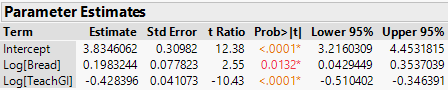 Parameter Estimates
Term Estimate Std Error t Ratio Prob>|t| Lower 95% Upper 95%
Intercept 3.8346062 0.30982 12.38 <.0001* 3.2160309 4.4531815
Log[Bread] 0.1983244 0.077823 2.55 0.0132* 0.0429449 0.3537039
Log[TeachGI] -0.428396 0.041073 -10.43 <.0001* -0.510402 -0.346391